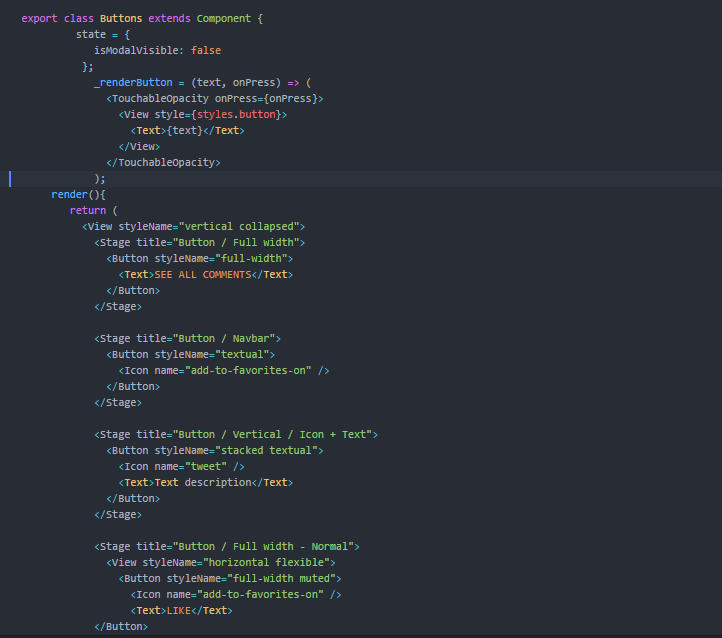 export class Buttons extends Component {
state = {
isModalVisible: false
};
_renderButton = (text, onPress) => (
<TouchableOpacity onPress={onPress}>
<View style={styles.button}>
<Text>{text}</Text>
</View>
</TouchableOpacity>
);
render(){
return (
<View styleName="vertical collapsed">
<Stage title="Button / Full width">
<Button styleName="full-width">
<Text>SEE ALL COMMENTS</Text>
</Button>
</Stage>
<Stage title="Button / Navbar">
<Button styleName="textual">
<Icon name="add-to-favorites-on" />
</Button>
</Stage>
<Stage title="Button / Vertical / Icon + Text">
<Button styleName="stacked textual">
<Icon name="tweet" />
<Text>Text description</Text>
</Button>
</Stage>
<Stage title="Button / Full width - Normal">
<View styleName="horizontal flexible">
<Button styleName="full-width muted">
<Icon name="add-to-favorites-on" />
<Text>LIKE</Text>
</Button>